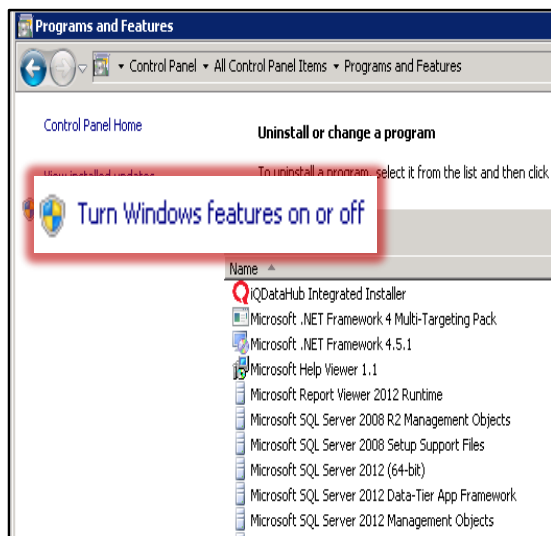 Programs and Features
Control Panel All Control Panel Items Programs and Features
Control Panel Home
Uninstall or change a program
View installed updates
To uninstall a program, select it from the list and then click
Turn Windows features on or off
Name
iQDataHub Integrated Installer
Microsoft .NET Framework 4 Multi-Targeting Pack
Microsoft .NET Framework 4.5.1
Microsoft Help Viewer 1.1
Microsoft Report Viewer 2012 Runtime
Microsoft SQL Server 2008 R2 Management Objects
Microsoft SQL Server 2008 Setup Support Files
Microsoft SQL Server 2012 (64-bit)
Microsoft SQL Server 2012 Data-Tier App Framework
Microsoft SQL Server 2012 Management Objects